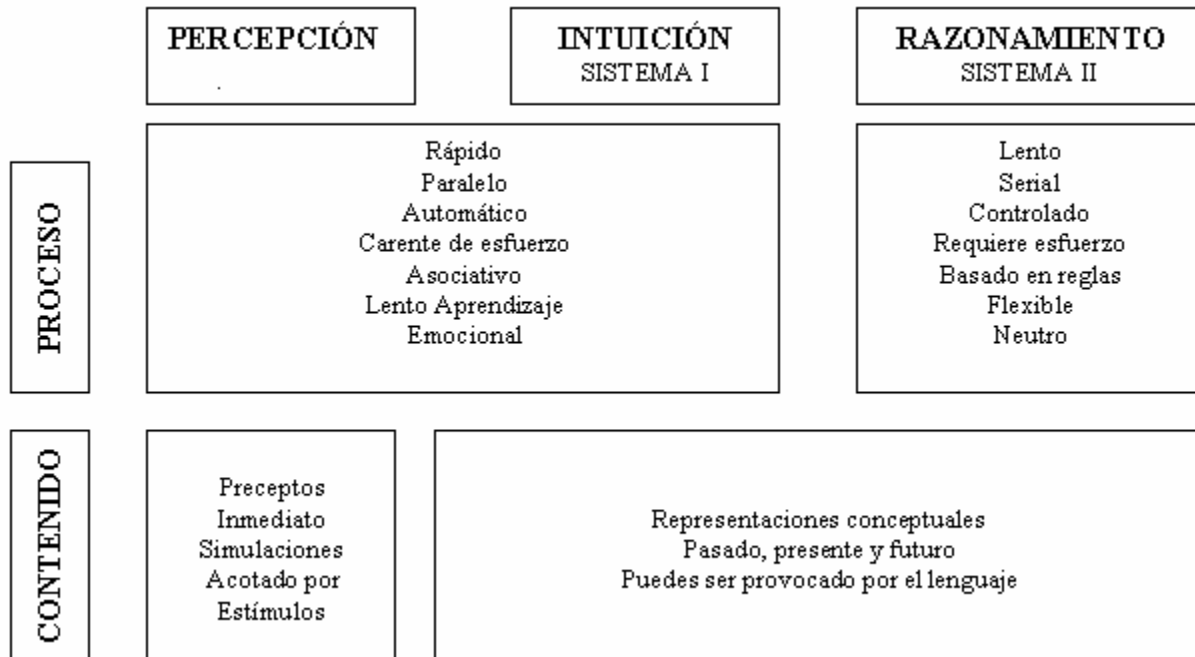 PERCEPCIÓN
INTUICIÓN
SISTEMA I
RAZONAMIENTO
SISTEMA II
PROCESO
Rápido
Paralelo
Automático
Carente de esfuerzo
Asociativo
Lento Aprendizaje
Emocional
Lento
Serial
Controlado
Requiere esfuerzo
Basado en reglas
Flexible
Neutro
CONTENIDO
Preceptos
Inmediato
Simulaciones
Acotado por
Estímulos
Representaciones conceptuales
Pasado, presente y futuro
Puedes ser provocado por el lenguaje